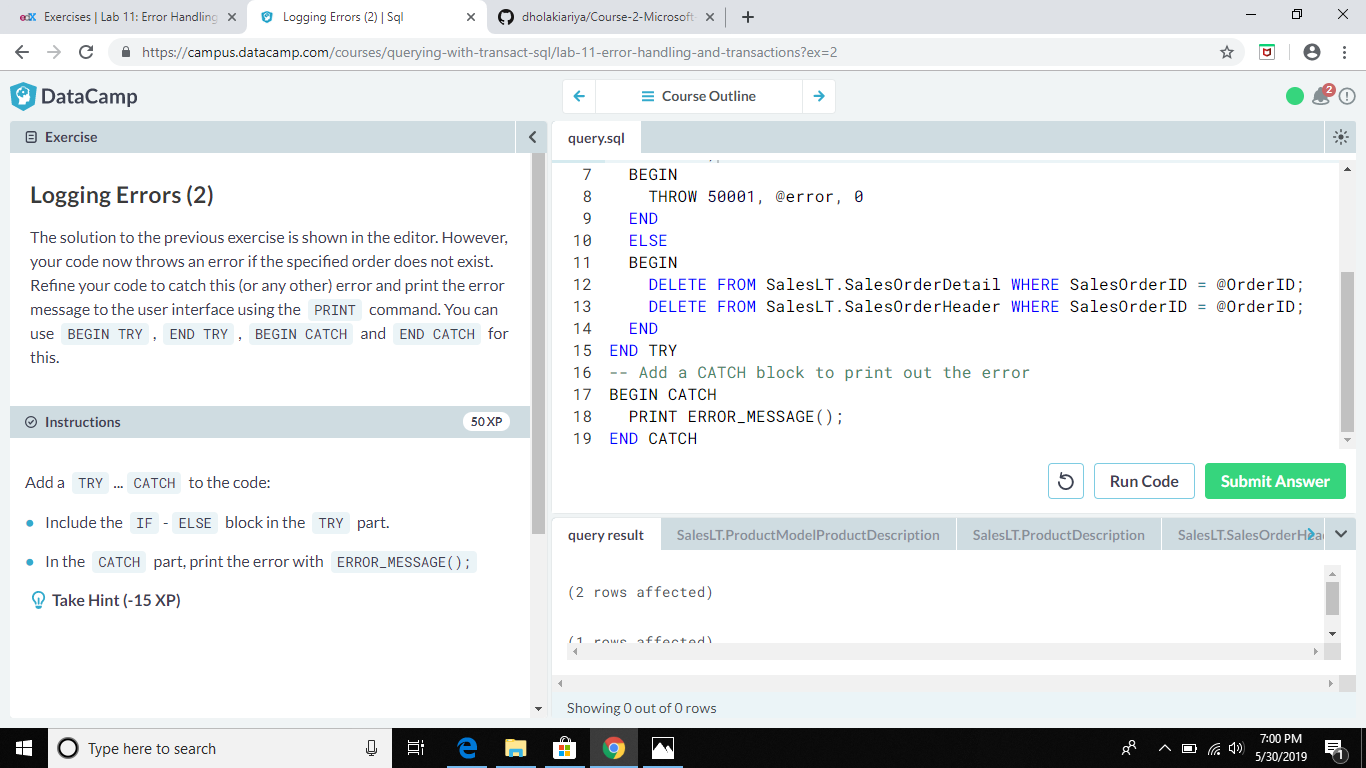 edX Exercises | Lab 11: Error Handling
Logging Errors (2) | Sql
dholakiariya/Course-2-Microsoft-
https://campus.datacamp.com/courses/querying-with-transact-sql/lab-11-error-handling-and-transactions?ex=2
DataCamp
Course Outline
2
Exercise
Logging Errors (2)
The solution to the previous exercise is shown in the editor. However,
your code now throws an error if the specified order does not exist.
Refine your code to catch this (or any other) error and print the error
message to the user interface using the PRINT command. You can
use BEGIN TRY , END TRY , BEGIN CATCH and END CATCH for
this.
Instructions
50 XP
Add a TRY ... CATCH to the code:
Include the IF - ELSE block in the TRY part.
In the CATCH part, print the error with ERROR_MESSAGE();
Take Hint (-15 XP)
query.sql
7 BEGIN
8 THROW 50001, @error, 0
9 END
10 ELSE
11 BEGIN
12 DELETE FROM SalesLT.SalesOrderDetail WHERE SalesOrderID = @OrderID;
13 DELETE FROM SalesLT.SalesOrderHeader WHERE SalesOrderID = @OrderID;
14 END
15 END TRY
16 -- Add a CATCH block to print out the error
17 BEGIN CATCH
18 PRINT ERROR_MESSAGE();
19 END CATCH
Run Code
Submit Answer
query result
SalesLT.ProductModelProductDescription
SalesLT.ProductDescription
SalesLT.SalesOrderHea
(2 rows affected)
(1 rows affected)
Showing 0 out of 0 rows
Type here to search
7:00 PM
5/30/2019
1